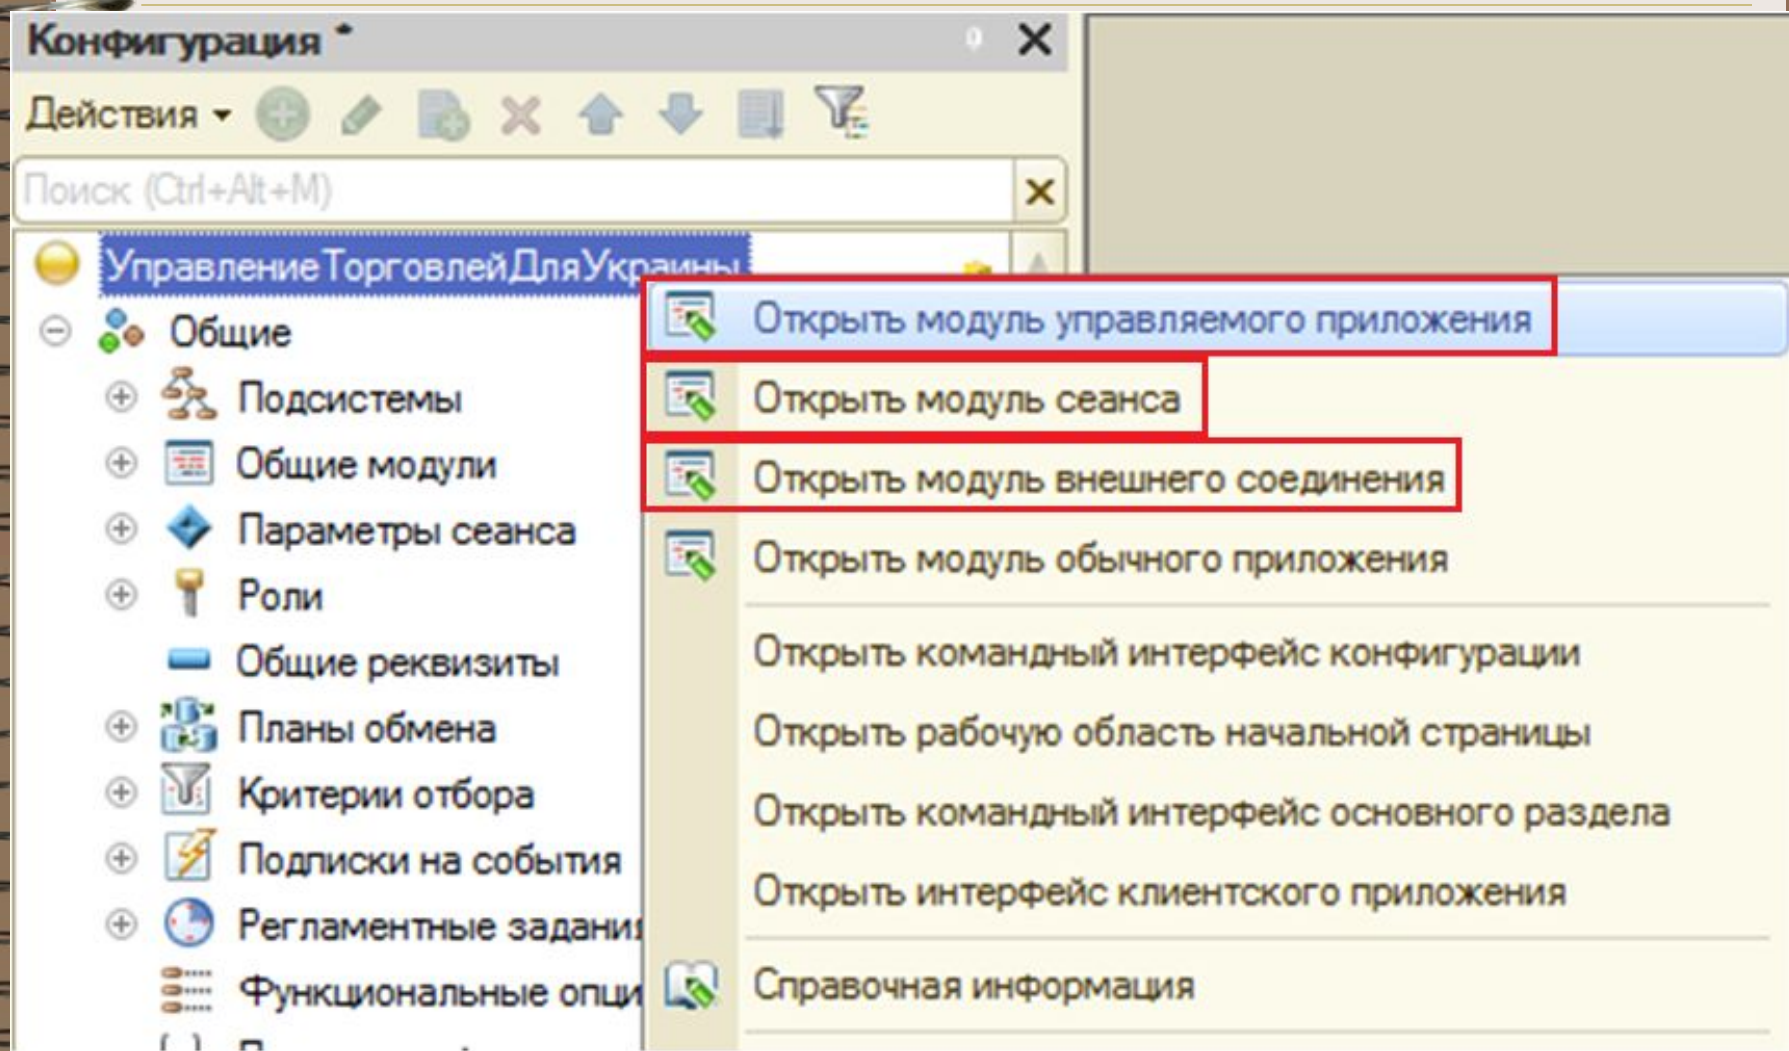 Конфигурация *
Действия
Поиск (Ctrl+Alt+M)
УправлениеТорговлейДляУкраины
Общие
Подсистемы
Общие модули
Параметры сеанса
Роли
Общие реквизиты
Планы обмена
Критерии отбора
Подписки на события
Регламентные задани
Функциональные опци
Открыть модуль управляемого приложения
Открыть модуль сеанса
Открыть модуль внешнего соединения
Открыть модуль обычного приложения
Открыть командный интерфейс конфигурации
Открыть рабочую область начальной страницы
Открыть командный интерфейс основного раздела
Открыть интерфейс клиентского приложения
Справочная информация